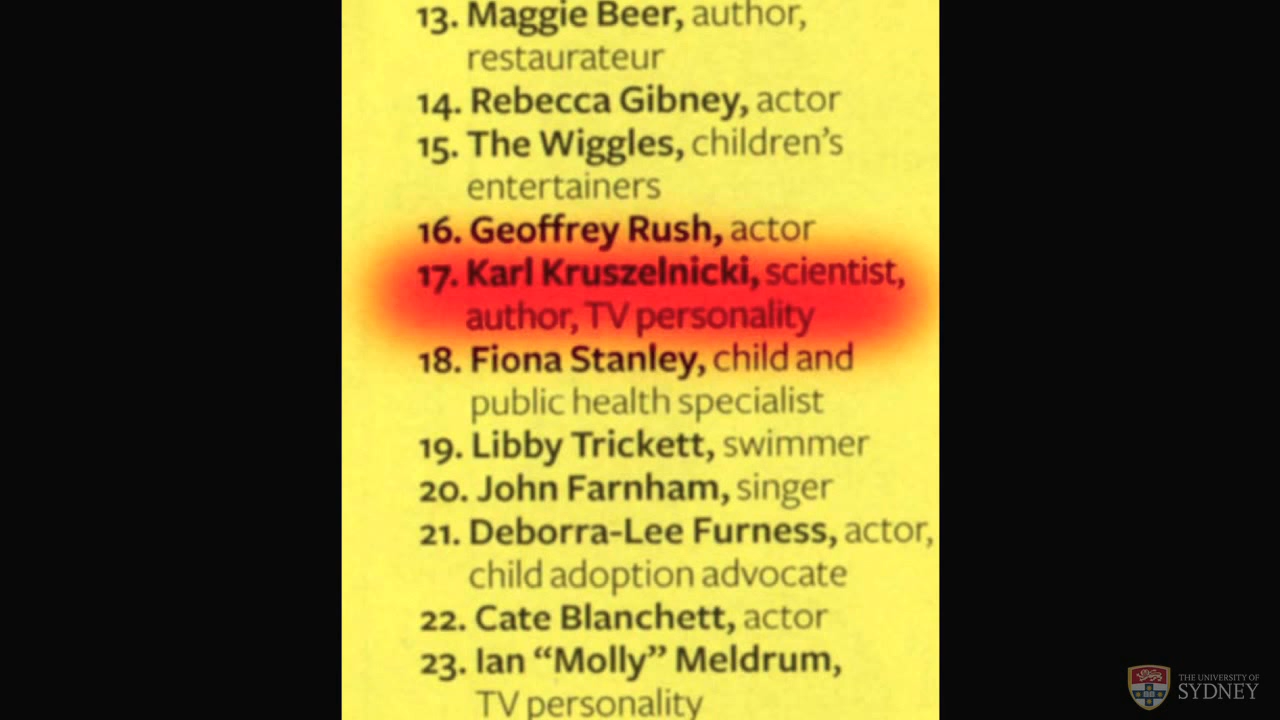 13. Maggie Beer, author,
restaurateur
14. Rebecca Gibney, actor
15. The Wiggles, children's
entertainers
16. Geoffrey Rush, actor
17. Karl Kruszelnicki, scientist,
author, TV personality
18. Fiona Stanley, child and
public health specialist
19. Libby Trickett, swimmer
20. John Farnham, singer
21. Deborra-Lee Furness, actor,
child adoption advocate
22. Cate Blanchett, actor
23. Ian “Molly” Meldrum,
TV personality
THE UNIVERSITY OF
SYDNEY